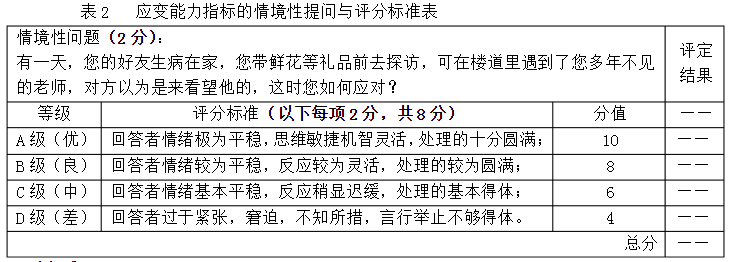 表2 应变能力指标的情境性提问与评分标准表
情境性问题（2分）：
有一天，您的好友生病在家，您带鲜花等礼品前去探访，可在楼道里遇到了您多年不见
的老师，对方以为是来看望他的，这时您如何应对？
评定
结果
等级 评分标准（以下每项2分，共8分） 分值 ——
A级（优） 回答者情绪极为平稳，思维敏捷机智灵活，处理的十分圆满； 10 ——
B级（良） 回答者情绪较为平稳，反应较为灵活，处理的较为圆满； 8 ——
C级（中） 回答者情绪基本平稳，反应稍显迟缓，处理的基本得体； 6 ——
D级（差） 回答者过于紧张，窘迫，不知所措，言行举止不够得体。 4 ——
总分 ——